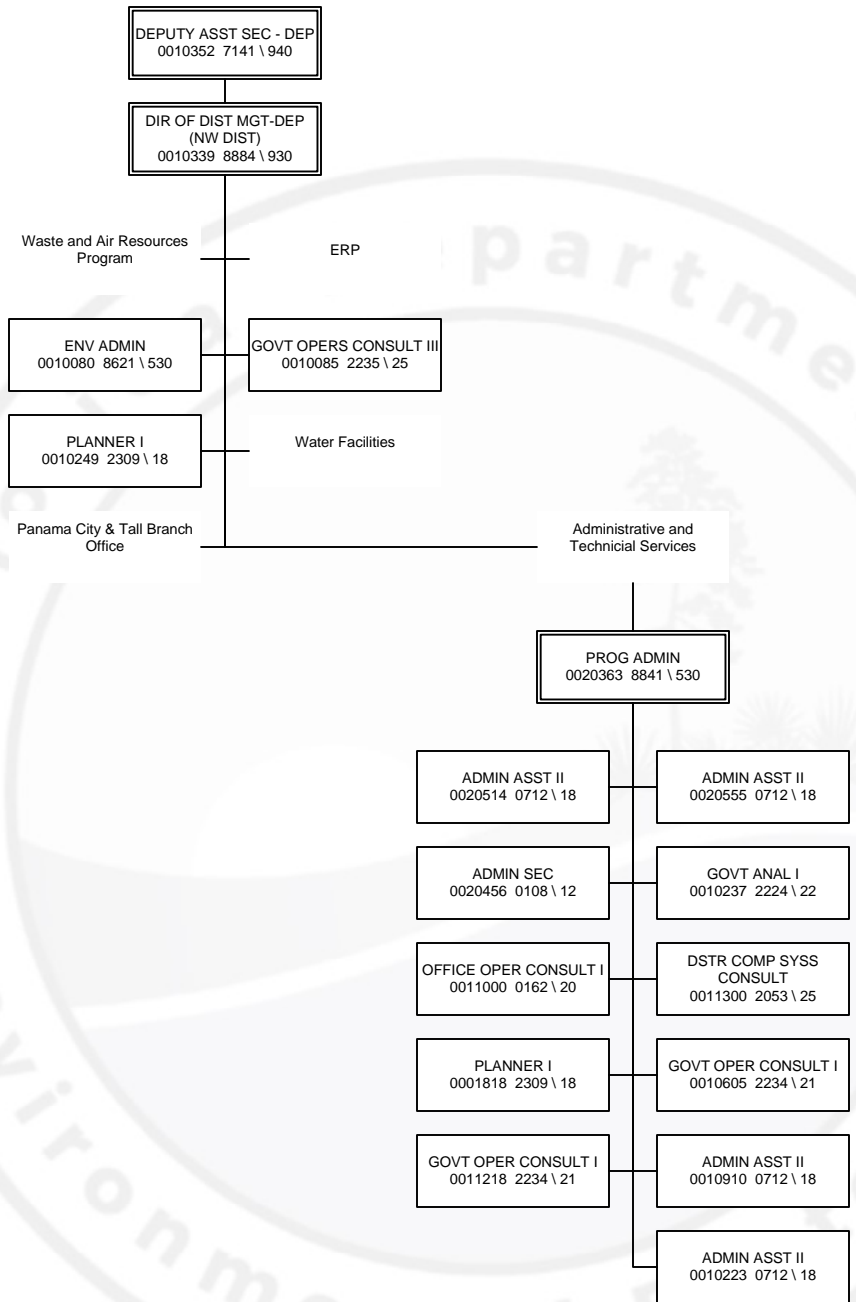 DEPUTY ASST SEC - DEP
0010352 7141 \ 940
DIR OF DIST MGT-DEP
(NW DIST)
0010339 8884 \ 930
Waste and Air Resources
Program
ERP
ENV ADMIN
0010080 8621 \ 530
GOVT OPERS CONSULT III
0010085 2235 \ 25
PLANNER I
0010249 2309 \ 18
Water Facilities
Panama City & Tall Branch
Office
Administrative and
Technicial Services
PROG ADMIN
0020363 8841 \ 530
ADMIN ASST II
0020514 0712 \ 18
ADMIN ASST II
0020555 0712 \ 18
ADMIN SEC
0020456 0108 \ 12
GOVT ANAL I
0010237 2224 \ 22
OFFICE OPER CONSULT I
0011000 0162 \ 20
DSTR COMP SYSS
CONSULT
0011300 2053 \ 25
PLANNER I
0001818 2309 \ 18
GOVT OPER CONSULT I
0010605 2234 \ 21
GOVT OPER CONSULT I
0011218 2234 \ 21
ADMIN ASST II
0010910 0712 \ 18
ADMIN ASST II
0010223 0712 \ 18